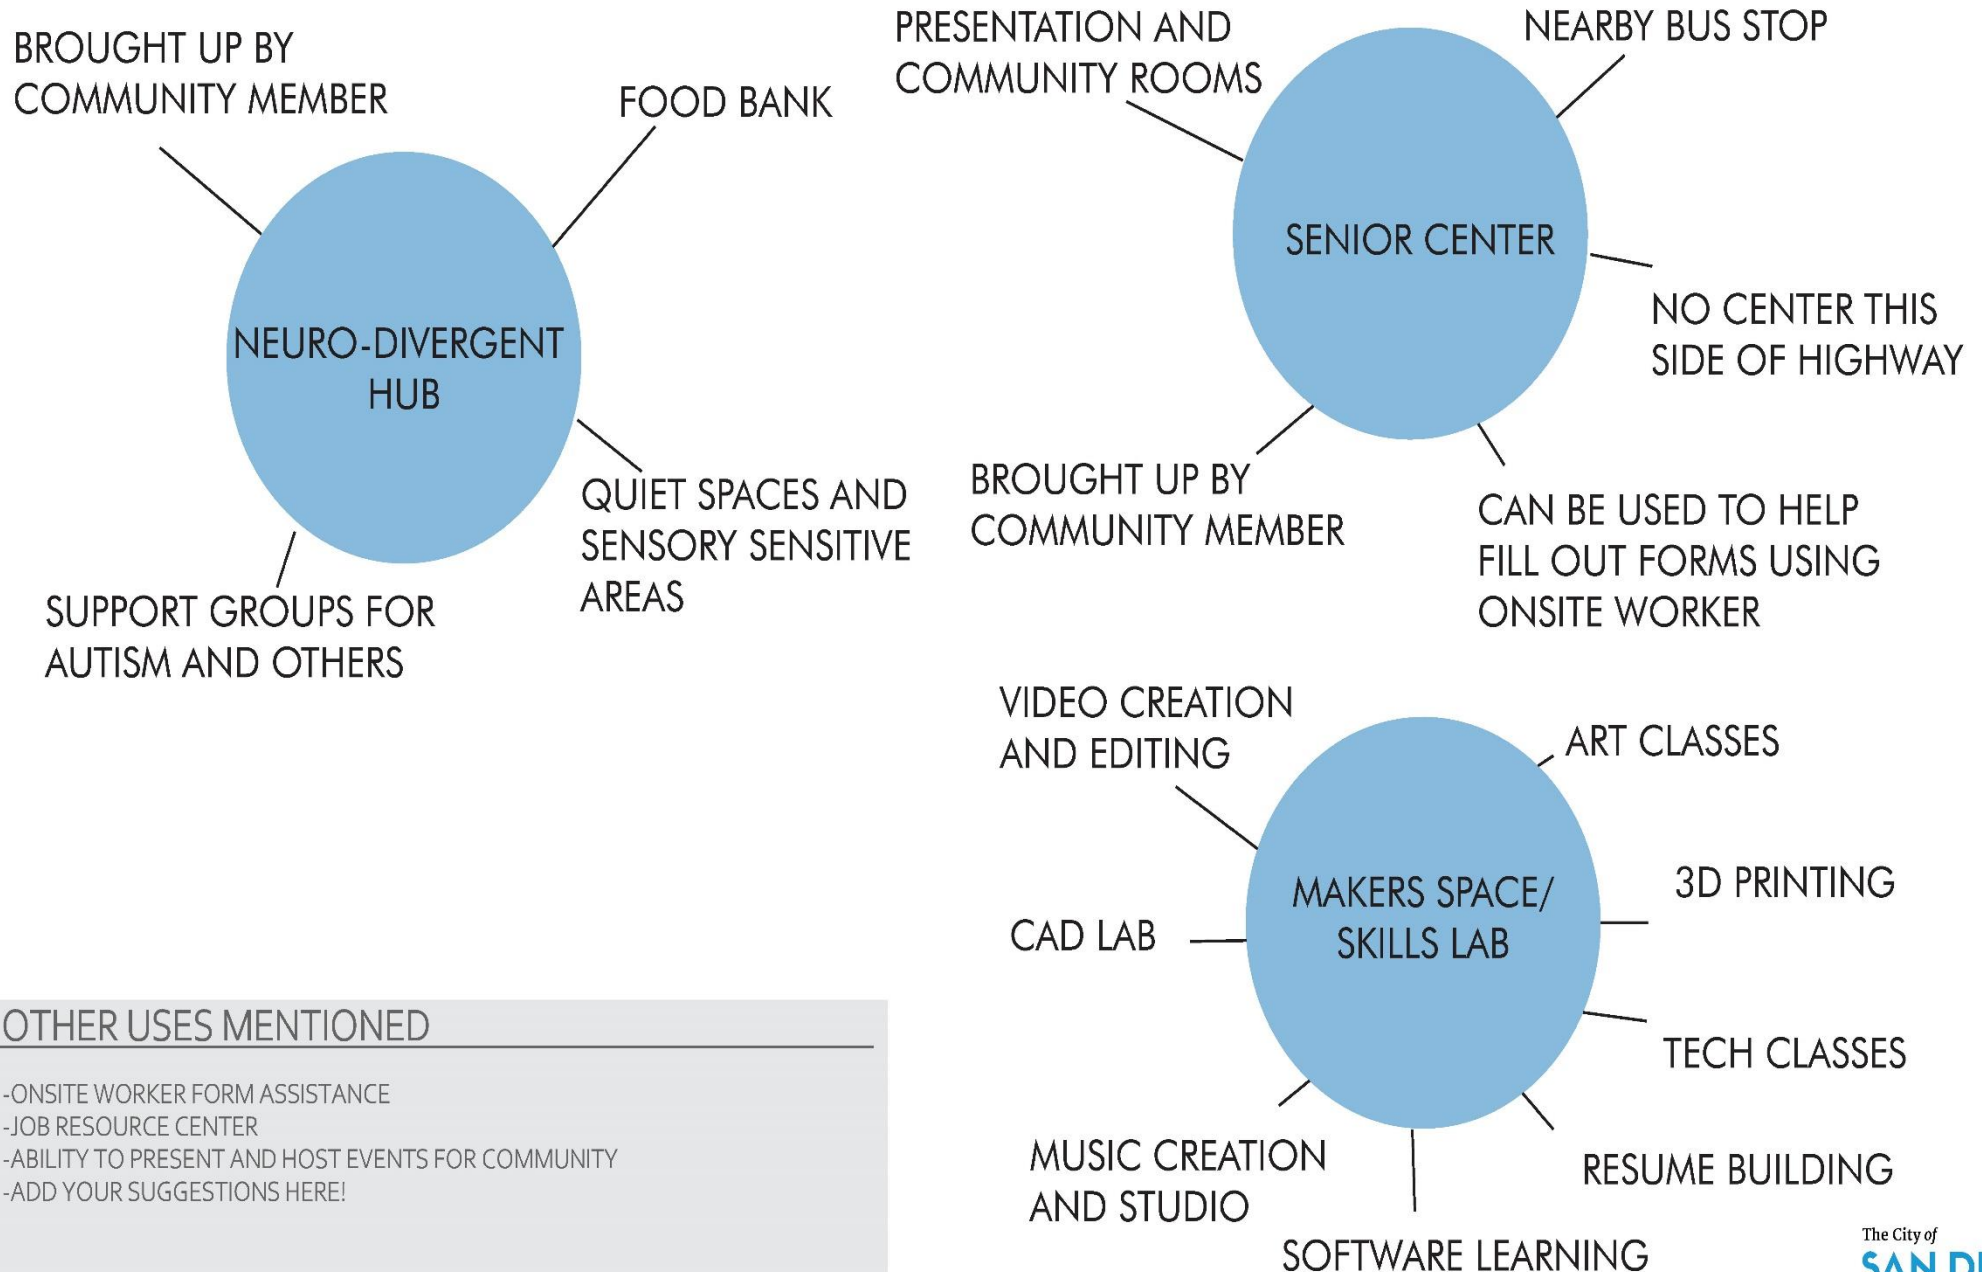 BROUGHT UP BY
COMMUNITY MEMBER
FOOD BANK
NEURO-DIVERGENT
HUB
QUIET SPACES AND
SENSORY SENSITIVE
AREAS
SUPPORT GROUPS FOR
AUTISM AND OTHERS
PRESENTATION AND
COMMUNITY ROOMS
NEARBY BUS STOP
SENIOR CENTER
NO CENTER THIS
SIDE OF HIGHWAY
BROUGHT UP BY
COMMUNITY MEMBER
CAN BE USED TO HELP
FILL OUT FORMS USING
ONSITE WORKER
VIDEO CREATION
AND EDITING
ART CLASSES
MAKERS SPACE/
SKILLS LAB
3D PRINTING
CAD LAB
TECH CLASSES
MUSIC CREATION
AND STUDIO
RESUME BUILDING
SOFTWARE LEARNING
OTHER USES MENTIONED
-ONSITE WORKER FORM ASSISTANCE
-JOB RESOURCE CENTER
-ABILITY TO PRESENT AND HOST EVENTS FOR COMMUNITY
-ADD YOUR SUGGESTIONS HERE!
The City of
SAN